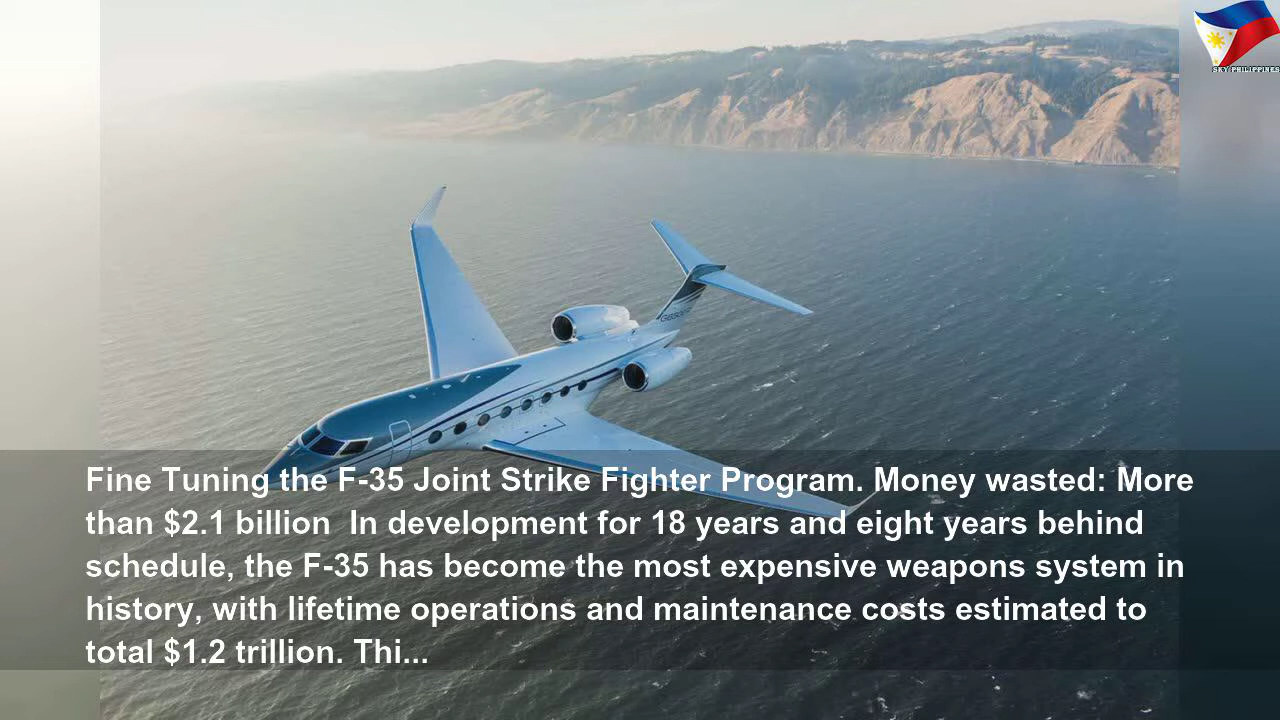 SKY PHILIPPINES
Fine Tuning the F-35 Joint Strike Fighter Program. Money wasted: More
than $2.1 billion  In development for 18 years and eight years behind
schedule, the F-35 has become the most expensive weapons system in
history, with lifetime operations and maintenance costs estimated to
total $1.2 trillion. Thi...